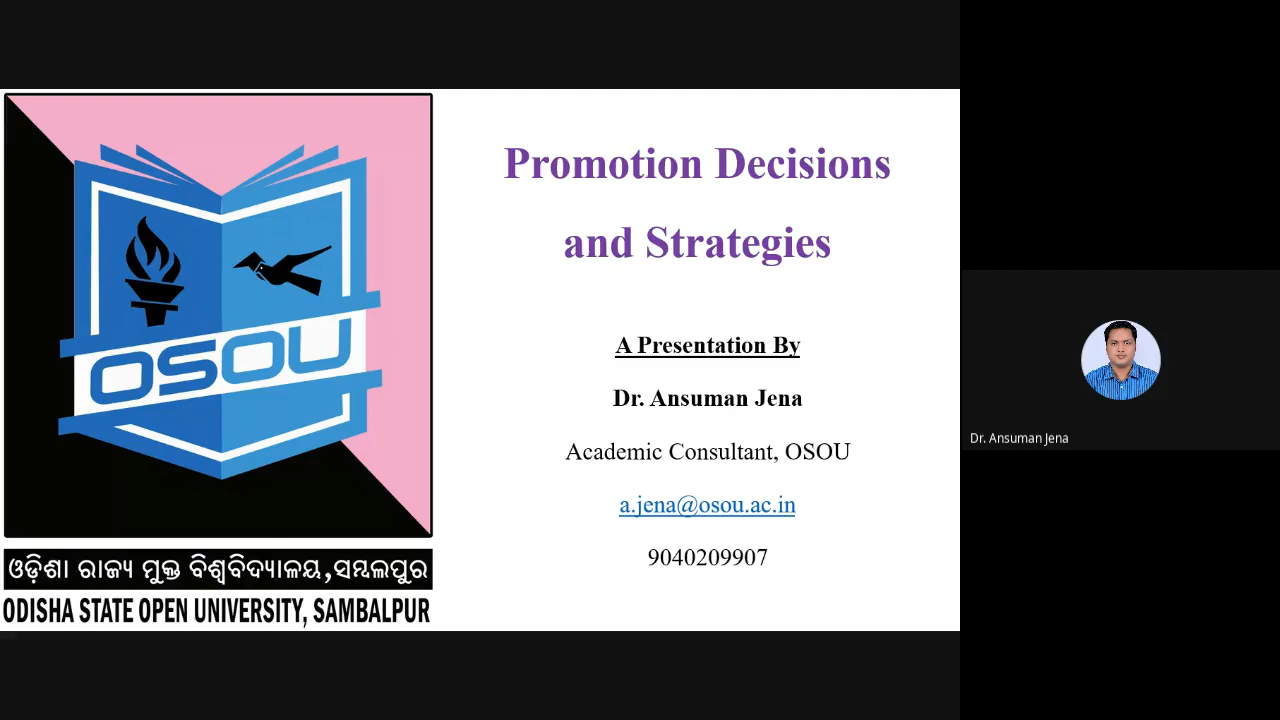 OSOU
ଓଡ଼ିଶା ରାଜ୍ୟ ମୁକ୍ତ ବିଶ୍ୱବିଦ୍ୟାଳୟ,ସମ୍ବଲପୁର
ODISHA STATE OPEN UNIVERSITY, SAMBALPUR
Promotion Decisions
and Strategies
A Presentation By
Dr. Ansuman Jena
Academic Consultant, OSOU
a.jena@osou.ac.in
9040209907
Dr. Ansuman Jena